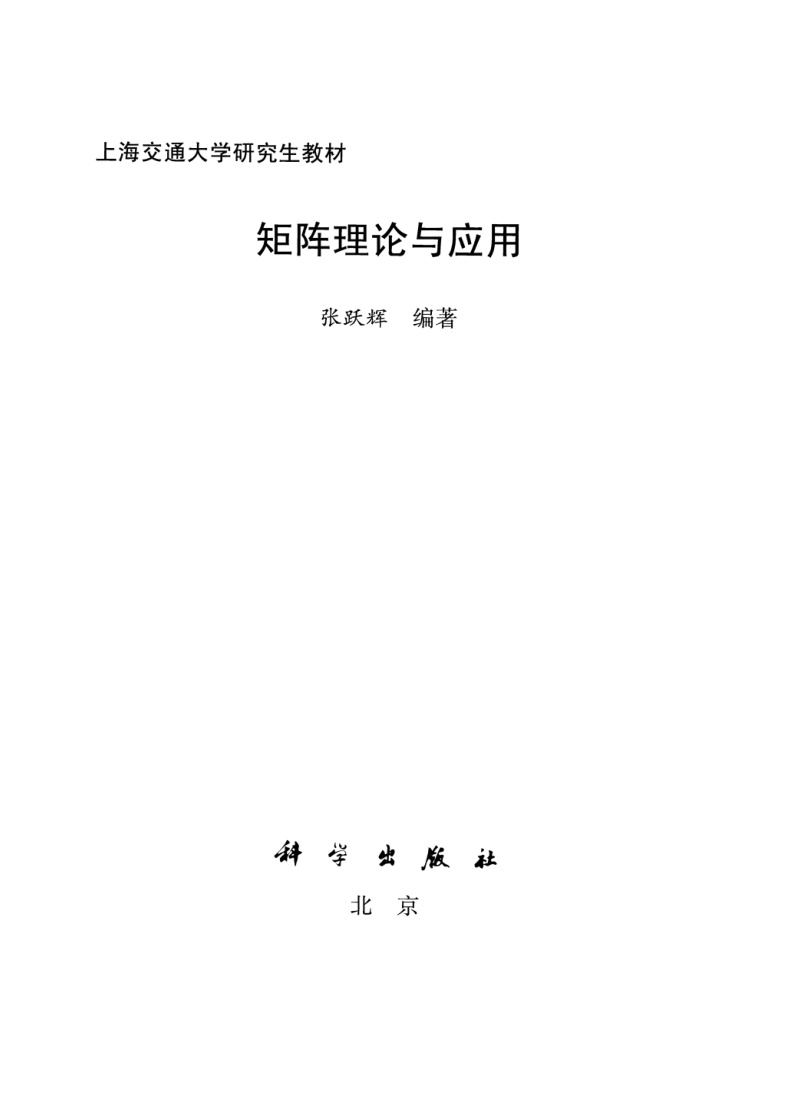 上海交通大学研究生教材
矩阵理论与应用
张跃辉 编著
科学出版社
北京